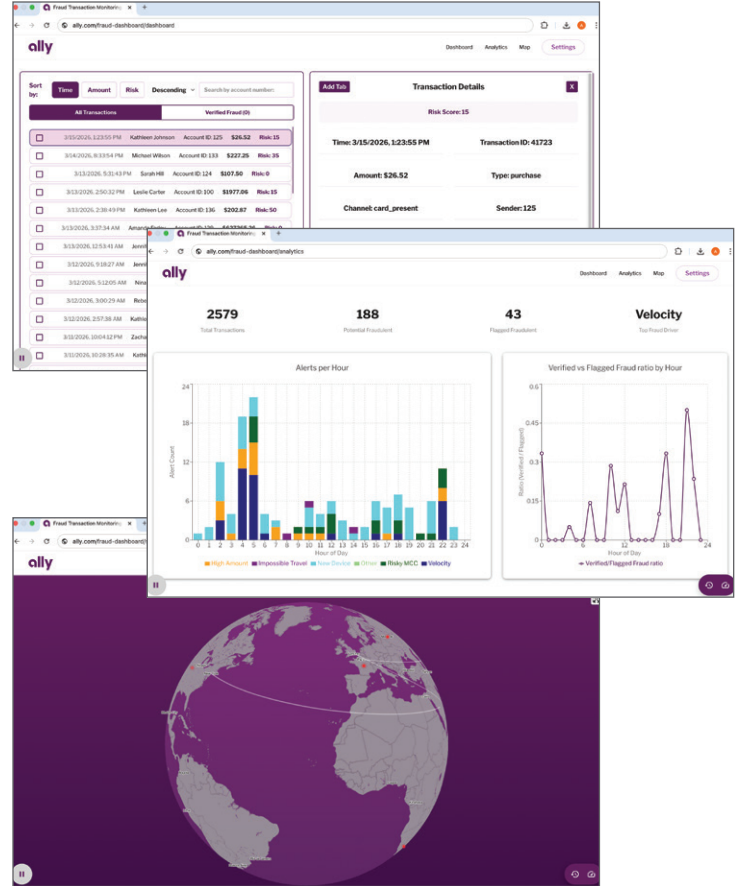 Fraud Transaction Monitoring
ally.com/fraud-dashboard/dashboard
ally
Dashboard Analytics Map Settings
Sort by: Time Amount Risk Descending Search by account number:
All Transactions Verified Fraud (0)
3/15/2026, 1:23:55 PM Kathleen Johnson Account ID: 125 $26.52 Risk: 15
3/14/2026, 8:33:54 PM Michael Wilson Account ID: 133 $227.25 Risk: 35
3/13/2026, 5:31:43 PM Sarah Hill Account ID: 124 $107.50 Risk: 0
3/13/2026, 2:50:32 PM Leslie Carter Account ID: 100 $1977.06 Risk: 15
3/13/2026, 2:38:49 PM Kathleen Lee Account ID: 136 $202.87 Risk: 50
3/13/2026, 3:37:34 AM
3/13/2026, 12:53:41 AM Jennif
3/12/2026, 9:18:27 AM Jenni
3/12/2026, 5:12:05 AM Nina
3/12/2026, 3:00:29 AM Rebe
3/12/2026, 2:57:38 AM Kathle
3/11/2026, 10:04:12 PM Zacha
3/11/2026, 10:28:35 AM Kathl
Add Tab Transaction Details X
Risk Score: 15
Time: 3/15/2026, 1:23:55 PM Transaction ID: 41723
Amount: $26.52 Type: purchase
Channel: card_present Sender: 125
Fraud Transaction Monitoring
ally.com/fraud-dashboard/analytics
ally
Dashboard Analytics Map Settings
2579 188 43 Velocity
Total Transactions Potential Fraudulent Flagged Fraudulent Top Fraud Driver
Alerts per Hour
24
18
12
6
0
Alert Count
0 1 2 3 4 5 6 7 8 9 10 11 12 13 14 15 16 17 18 19 20 21 22 23 24
Hour of Day
High Amount Impossible Travel New Device Other Risky MCC Velocity
Verified vs Flagged Fraud ratio by Hour
0.6
0.45
0.3
0.15
0
Ratio (Verified / Flagged)
0 6 12 18 24
Hour of Day
Verified/Flagged Fraud ratio
Fraud Transaction Monitoring
ally.com/fraud-dashboard/
ally